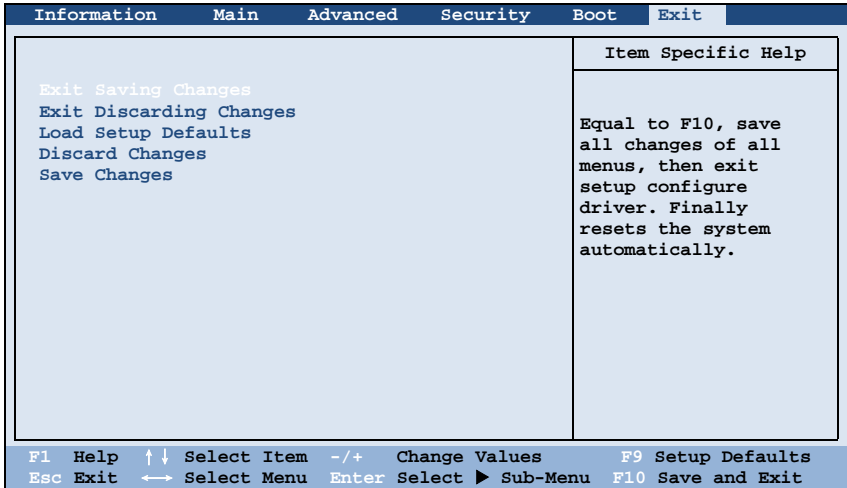 Information Main Advanced Security Boot Exit
Item Specific Help
Exit Saving Changes
Exit Discarding Changes
Load Setup Defaults
Discard Changes
Save Changes
Equal to F10, save
all changes of all
menus, then exit
setup configure
driver. Finally
resets the system
automatically.
F1 Help ↑↓ Select Item -/+ Change Values F9 Setup Defaults
Esc Exit ←→ Select Menu Enter Select ▶ Sub-Menu F10 Save and Exit